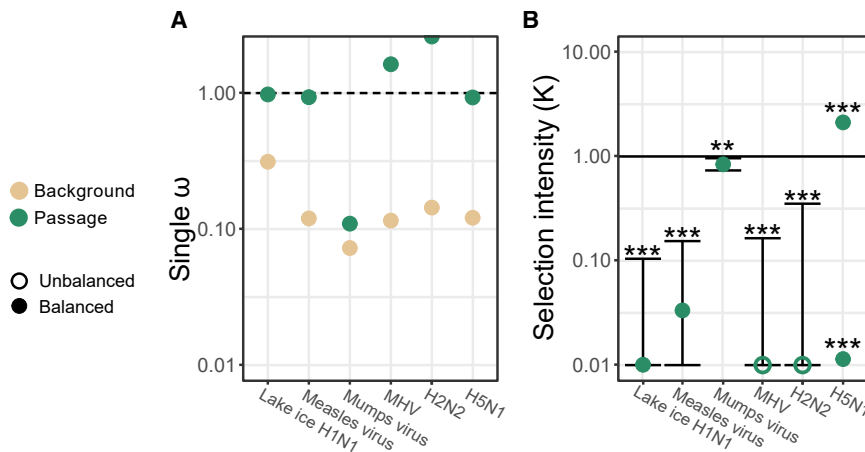 A
B
Background
Passage
Unbalanced
Balanced
Single ω
1.00
0.10
0.01
Lake ice H1N1
Measles virus
Mumps virus
MHV
H2N2
H5N1
Selection intensity (K)
10.00
1.00
0.10
0.01
***
***
**
***
***
***
***
Lake ice H1N1
Measles virus
Mumps virus
MHV
H2N2
H5N1